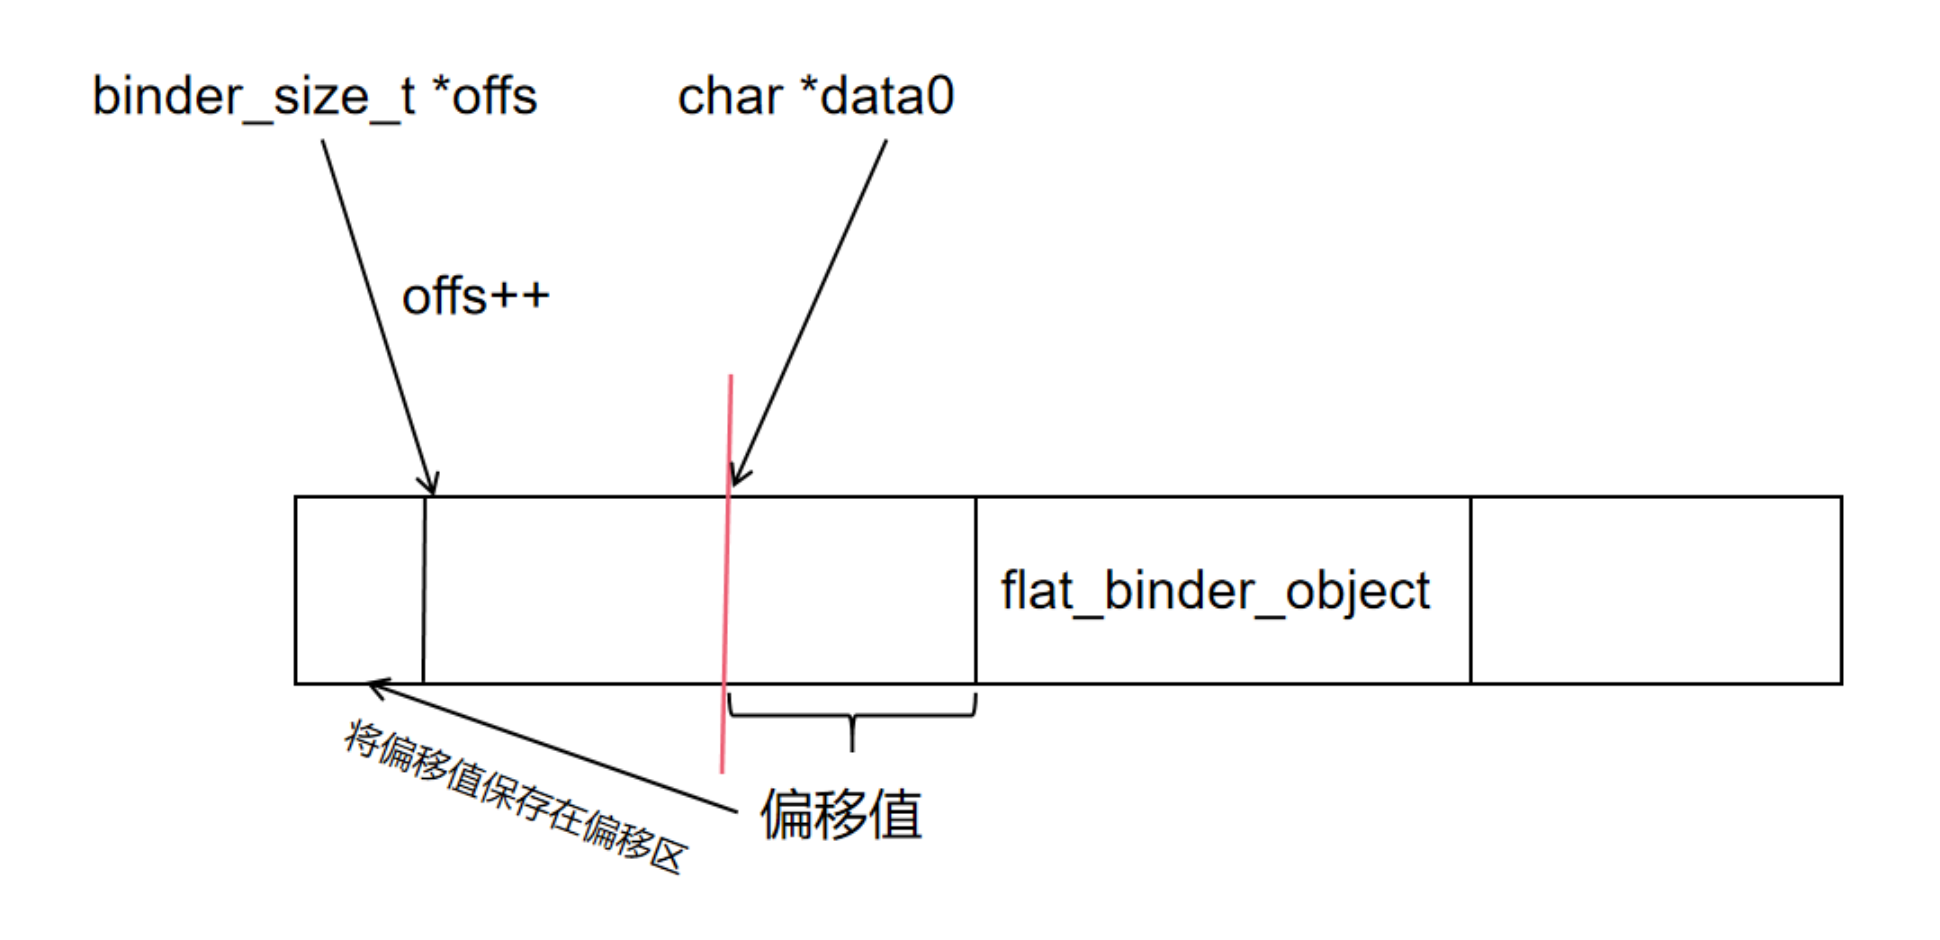 binder_size_t *offs
char *data0
offs++
flat_binder_object
将偏移值保存在偏移区
偏移值